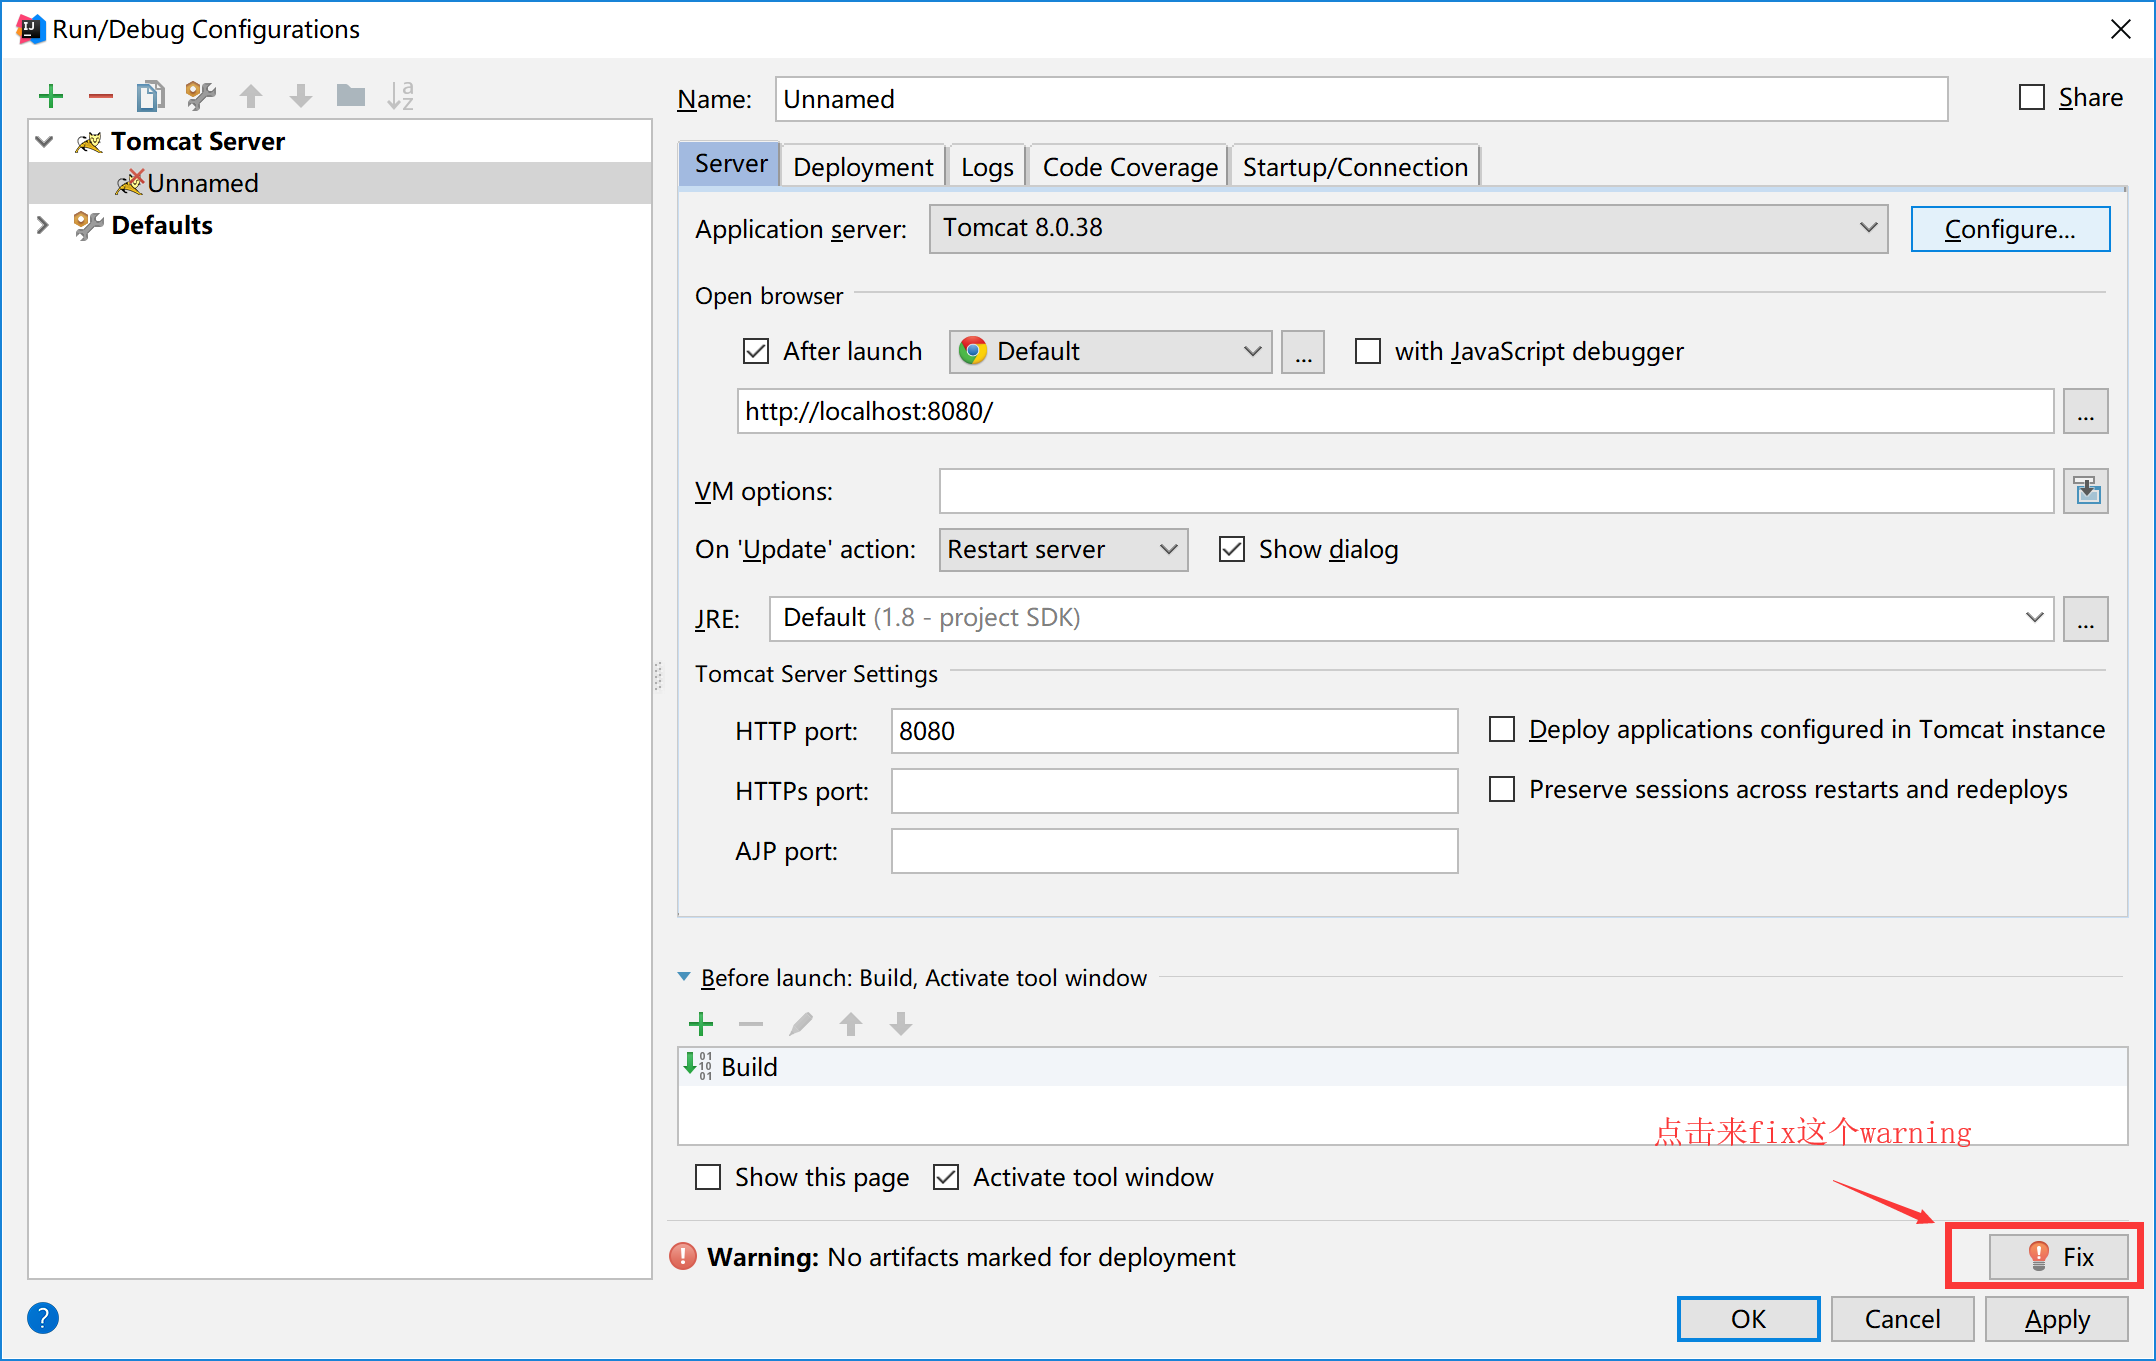 Run/Debug Configurations
Tomcat Server
Unnamed
Defaults
Name: Unnamed
Share
Server Deployment Logs Code Coverage Startup/Connection
Application server: Tomcat 8.0.38 Configure...
Open browser
After launch Default ... with JavaScript debugger
http://localhost:8080/ ...
VM options:
On 'Update' action: Restart server Show dialog
JRE: Default (1.8 - project SDK) ...
Tomcat Server Settings
HTTP port: 8080 Deploy applications configured in Tomcat instance
HTTPs port: Preserve sessions across restarts and redeploys
AJP port:
Before launch: Build, Activate tool window
Build
点击来fix这个warning
Show this page Activate tool window
Warning: No artifacts marked for deployment Fix
? OK Cancel Apply